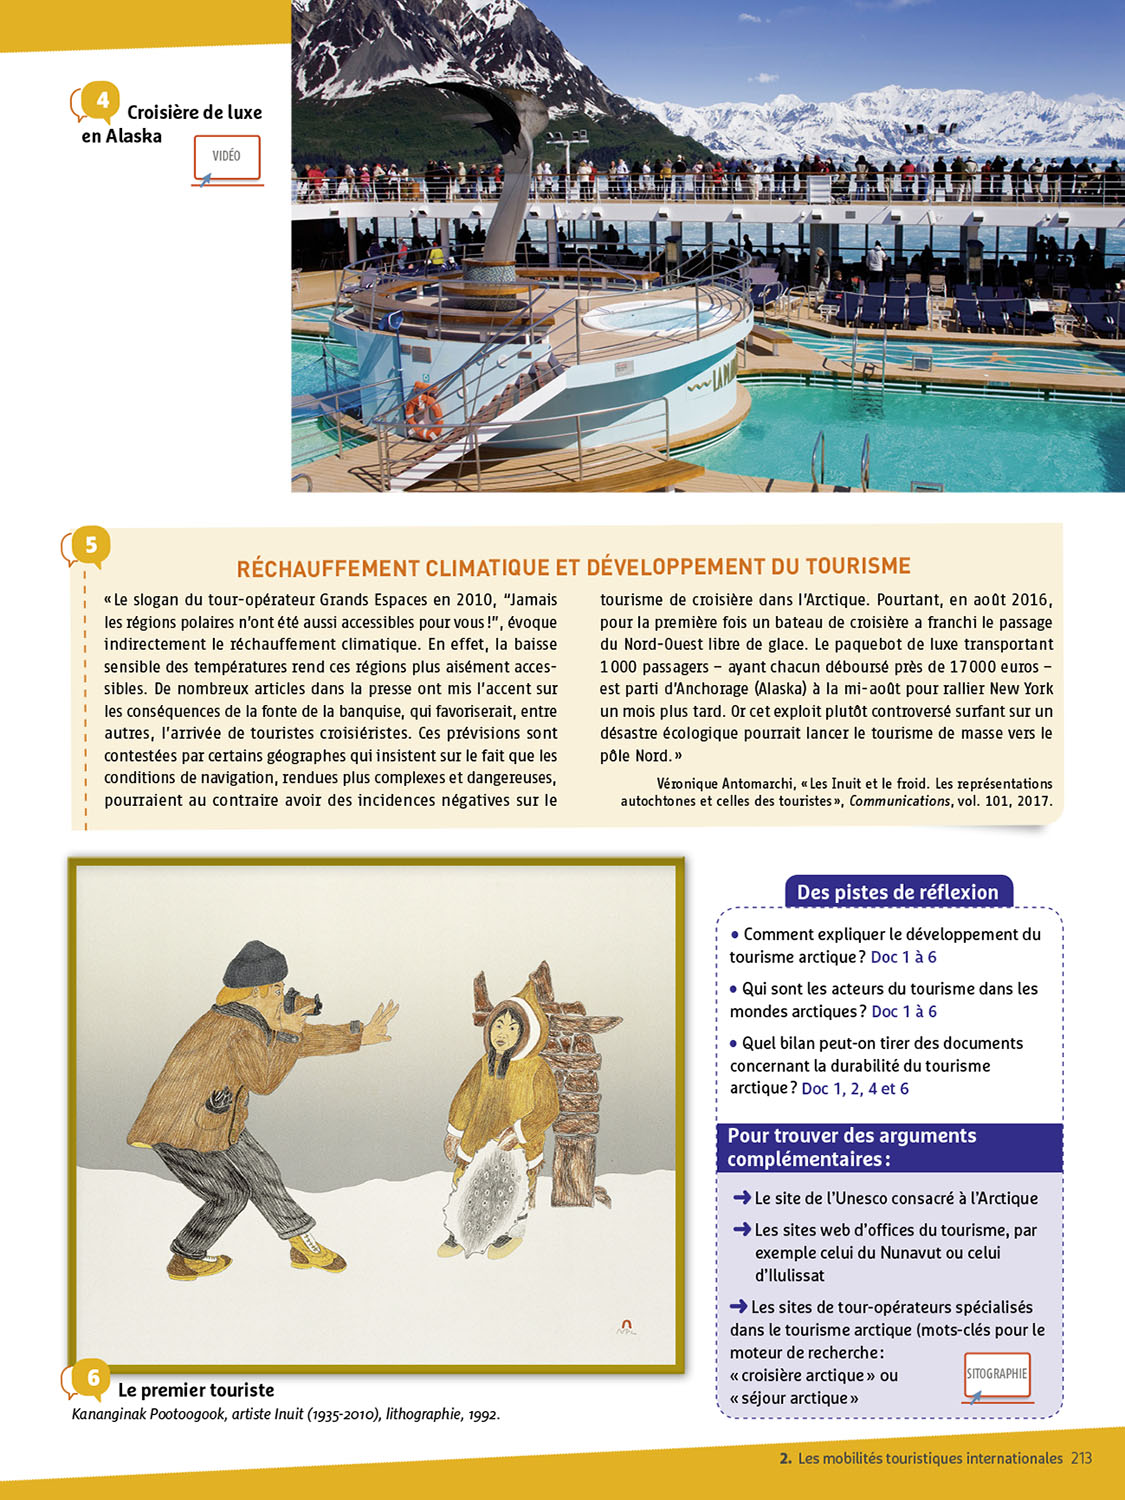 4 Croisière de luxe
en Alaska
VIDÉO
LA PL
5
RÉCHAUFFEMENT CLIMATIQUE ET DÉVELOPPEMENT DU TOURISME
« Le slogan du tour-opérateur Grands Espaces en 2010, “Jamais
les régions polaires n’ont été aussi accessibles pour vous !”, évoque
indirectement le réchauffement climatique. En effet, la baisse
sensible des températures rend ces régions plus aisément acces-
sibles. De nombreux articles dans la presse ont mis l’accent sur
les conséquences de la fonte de la banquise, qui favoriserait, entre
autres, l’arrivée de touristes croisiéristes. Ces prévisions sont
contestées par certains géographes qui insistent sur le fait que les
conditions de navigation, rendues plus complexes et dangereuses,
pourraient au contraire avoir des incidences négatives sur le
tourisme de croisière dans l’Arctique. Pourtant, en août 2016,
pour la première fois un bateau de croisière a franchi le passage
du Nord-Ouest libre de glace. Le paquebot de luxe transportant
1 000 passagers – ayant chacun déboursé près de 17 000 euros –
est parti d’Anchorage (Alaska) à la mi-août pour rallier New York
un mois plus tard. Or cet exploit plutôt controversé surfant sur un
désastre écologique pourrait lancer le tourisme de masse vers le
pôle Nord. »
Véronique Antomarchi, « Les Inuit et le froid. Les représentations
autochtones et celles des touristes », Communications, vol. 101, 2017.
NPL
6 Le premier touriste
Kananginak Pootoogook, artiste Inuit (1935-2010), lithographie, 1992.
Des pistes de réflexion
• Comment expliquer le développement du
tourisme arctique ? Doc 1 à 6
• Qui sont les acteurs du tourisme dans les
mondes arctiques ? Doc 1 à 6
• Quel bilan peut-on tirer des documents
concernant la durabilité du tourisme
arctique ? Doc 1, 2, 4 et 6
Pour trouver des arguments
complémentaires :
➜ Le site de l’Unesco consacré à l’Arctique
➜ Les sites web d’offices du tourisme, par
exemple celui du Nunavut ou celui
d’Ilulissat
➜ Les sites de tour-opérateurs spécialisés
dans le tourisme arctique (mots-clés pour le
moteur de recherche :
« croisière arctique » ou
« séjour arctique »
SITOGRAPHIE
2. Les mobilités touristiques internationales 213